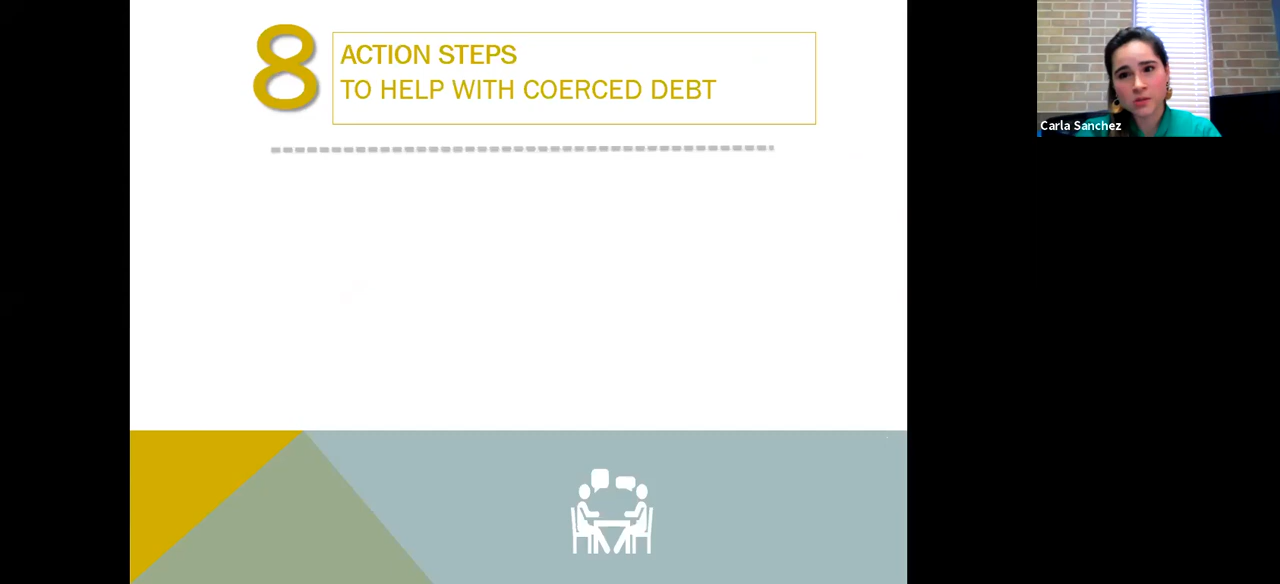 8
ACTION STEPS
TO HELP WITH COERCED DEBT
Carla Sanchez